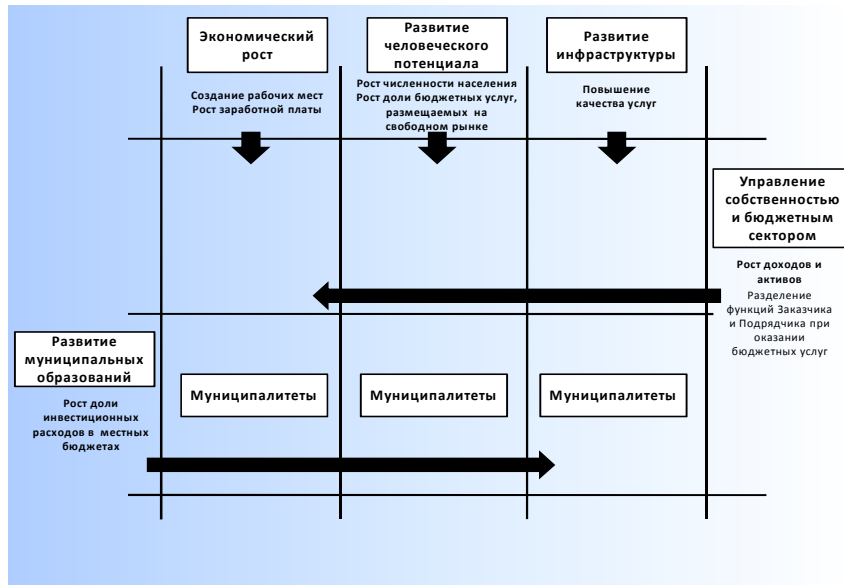 Экономический
рост
Развитие
человеческого
потенциала
Развитие
инфраструктуры
Создание рабочих мест
Рост заработной платы
Рост численности населения
Рост доли бюджетных услуг,
размещаемых на
свободном рынке
Повышение
качества услуг
Управление
собственностью
и бюджетным
сектором
Рост доходов и
активов
Разделение
функций Заказчика
и Подрядчика при
оказании
бюджетных услуг
Развитие
муниципальных
образований
Рост доли
инвестиционных
расходов в местных
бюджетах
Муниципалитеты
Муниципалитеты
Муниципалитеты